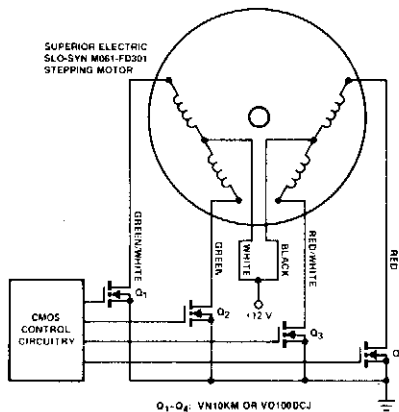 SUPERIOR ELECTRIC
SLO-SYN M061-FD301
STEPPING MOTOR
GREEN/WHITE
GREEN
WHITE
BLACK
RED/WHITE
RED
+12 V
Q1
Q2
Q3
Q
CMOS
CONTROL
CIRCUITRY
Q1-Q4: VN10KM OR VO100DCJ